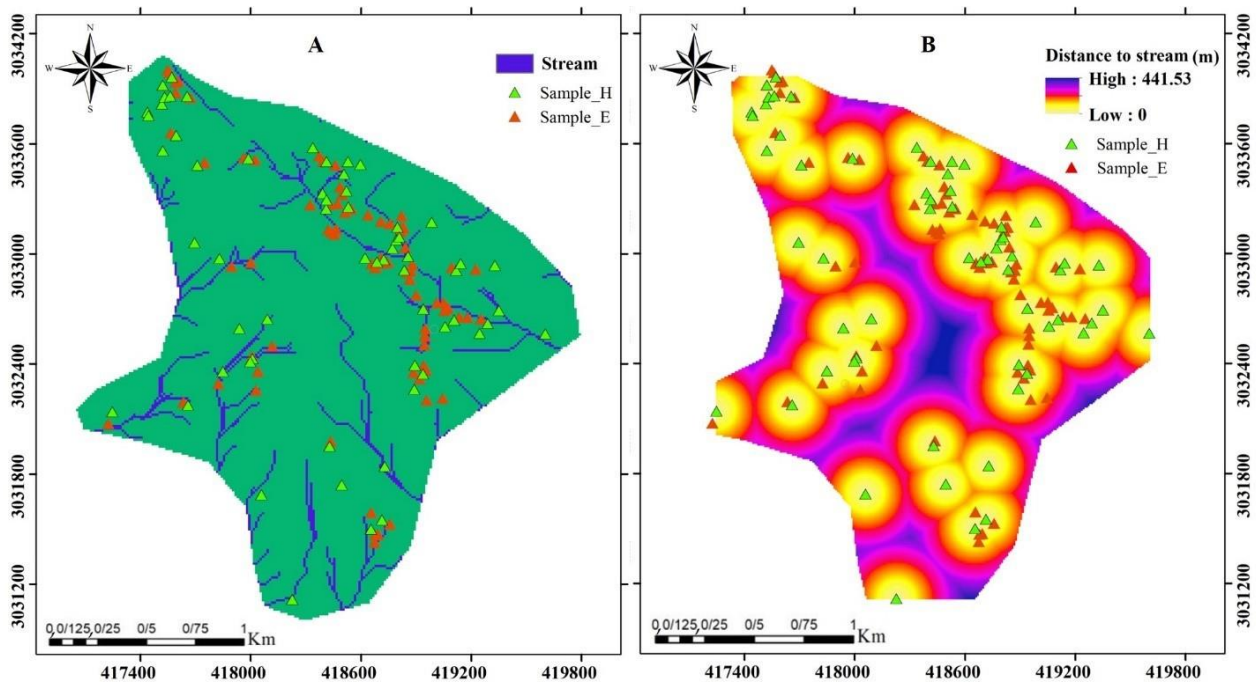 A
N
W E
S
Stream
Sample_H
Sample_E
3034200
3033600
3033000
3032400
3031800
3031200
0,0/125,0/25 0/5 0/75 1
Km
417400 418000 418600 419200 419800
B
N
W E
S
Distance to stream (m)
High : 441.53
Low : 0
Sample_H
Sample_E
3034200
3033600
3033000
3032400
3031800
3031200
0,0/125,0/25 0/5 0/75 1
Km
417400 418000 418600 419200 419800